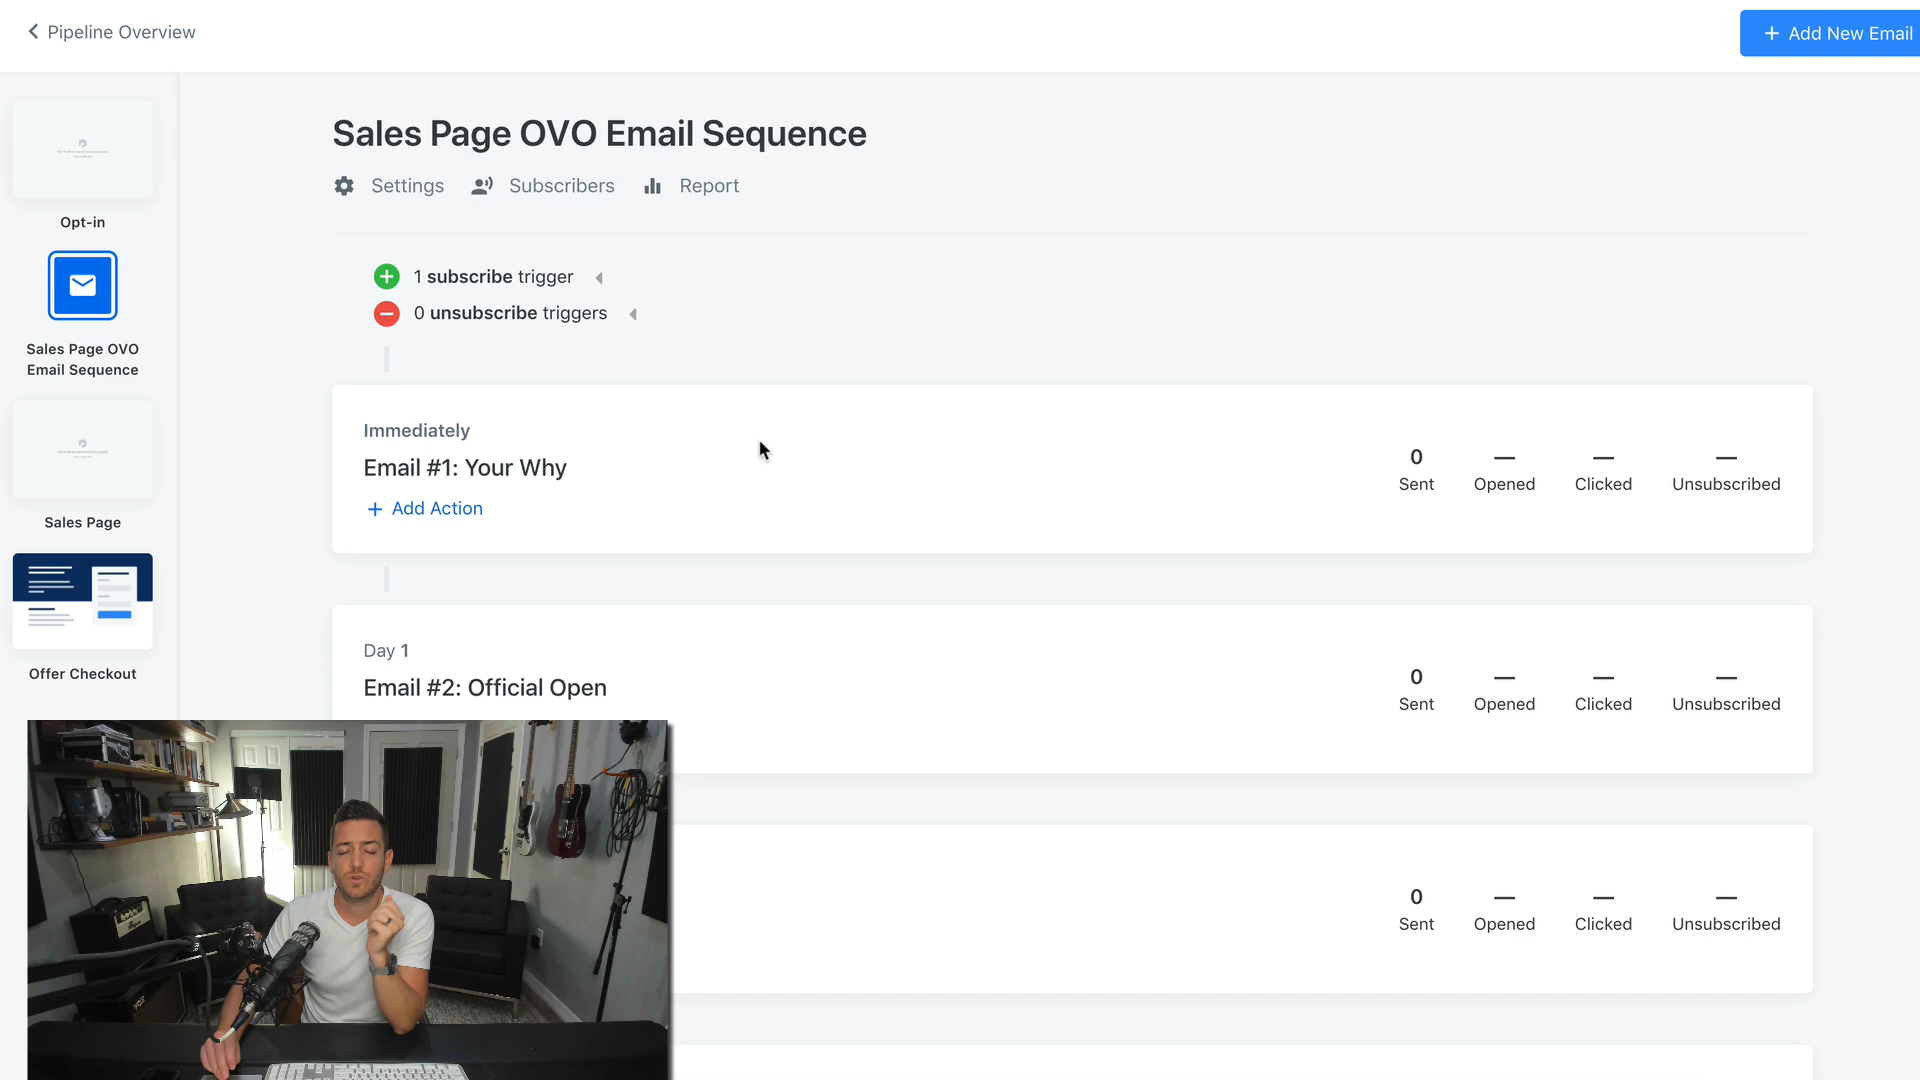 Pipeline Overview
+ Add New Email
Opt-in
Sales Page OVO
Email Sequence
Sales Page
Offer Checkout
Sales Page OVO Email Sequence
Settings
Subscribers
Report
1 subscribe trigger
0 unsubscribe triggers
Immediately
Email #1: Your Why
+ Add Action
0
—
—
—
Sent
Opened
Clicked
Unsubscribed
Day 1
Email #2: Official Open
0
—
—
—
Sent
Opened
Clicked
Unsubscribed
0
—
—
—
Sent
Opened
Clicked
Unsubscribed